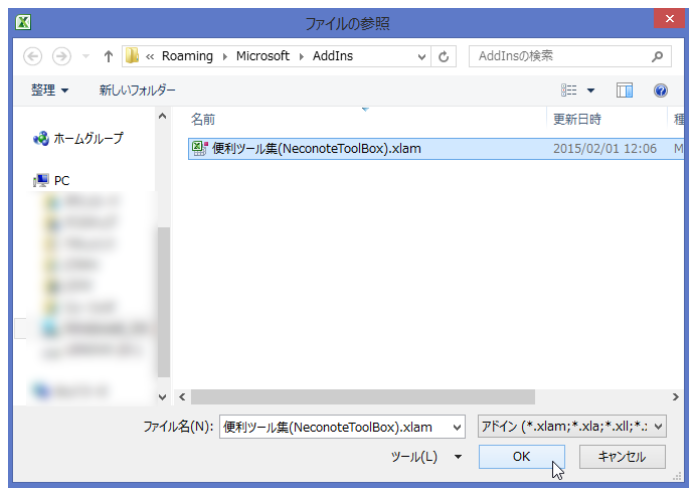 ファイルの参照
« Roaming Microsoft AddIns
AddInsの検索
整理 新しいフォルダー
名前 更新日時 種
ホームグループ
便利ツール集(NeconoteToolBox).xlam 2015/02/01 12:06 M
PC
ファイル名(N): 便利ツール集(NeconoteToolBox).xlam アドイン (*.xlam;*.xla;*.xll;*.:
ツール(L) OK キャンセル